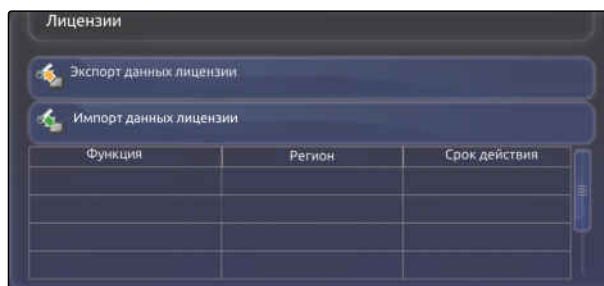 Лицензии
Экспорт данных лицензии
Импорт данных лицензии
Функция Регион Срок действия